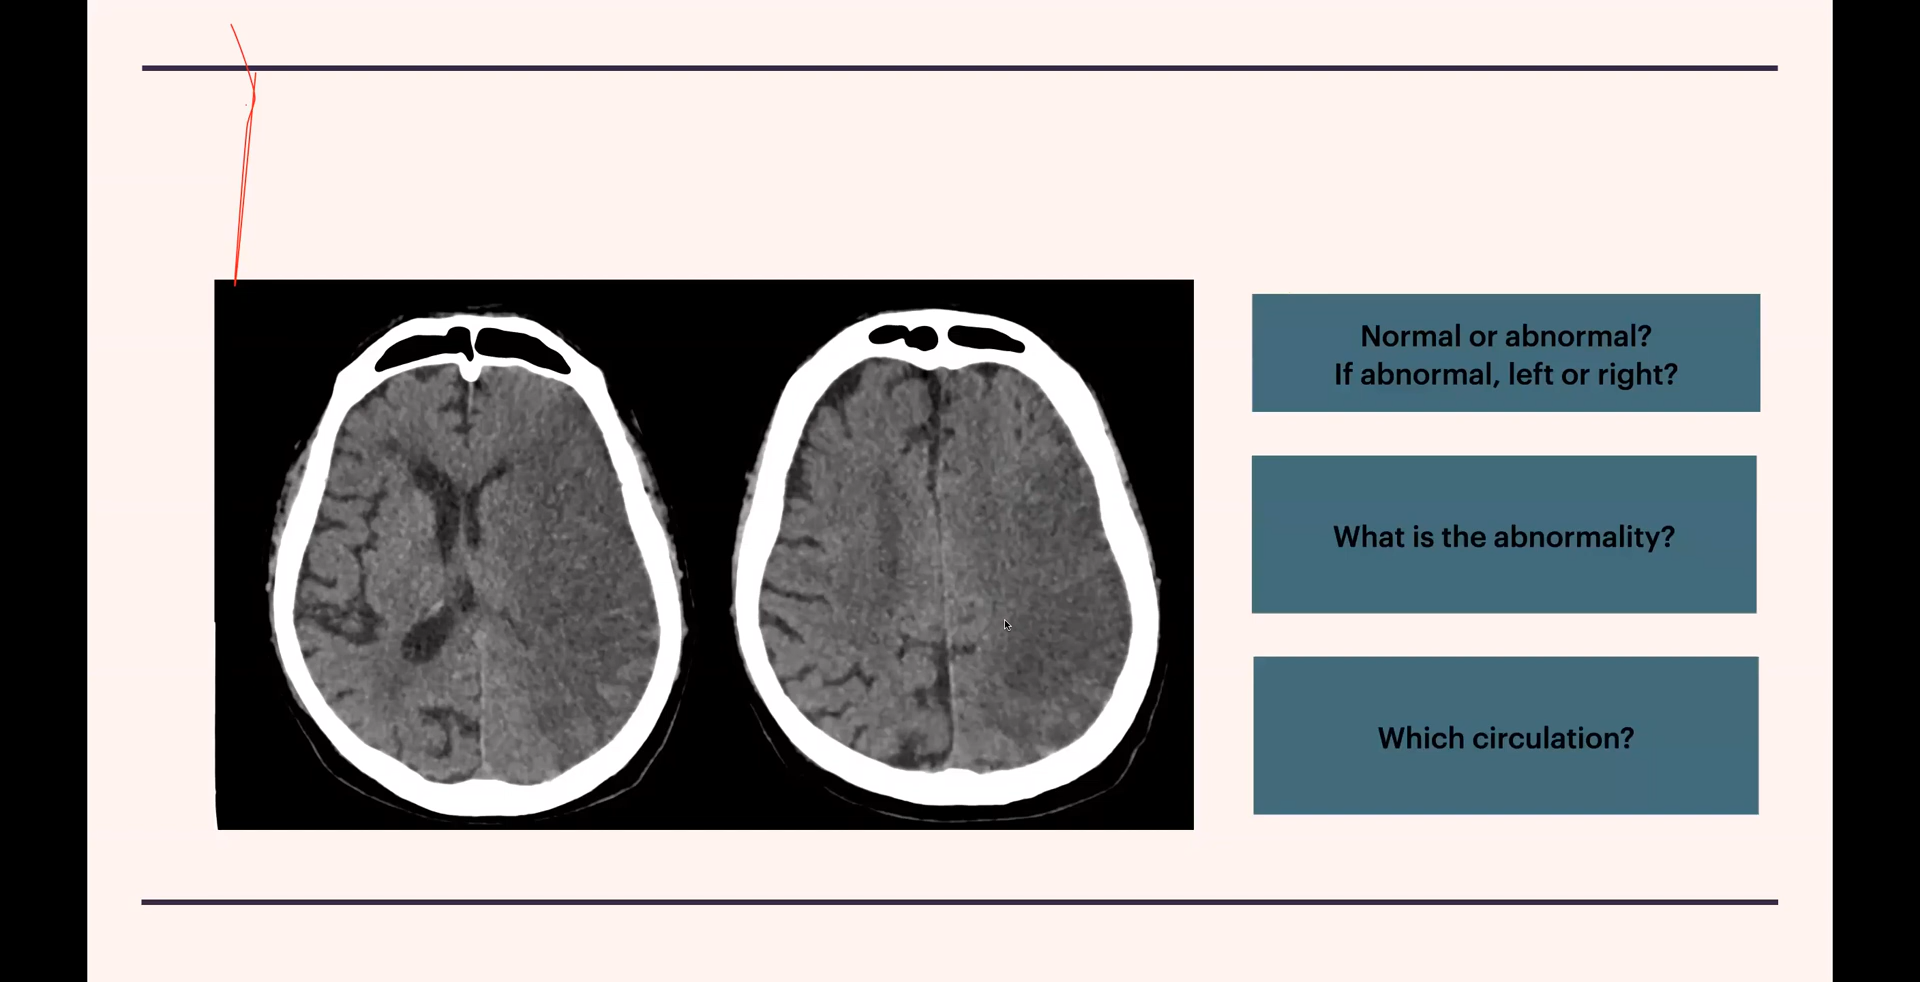 Normal or abnormal?
If abnormal, left or right?
What is the abnormality?
Which circulation?